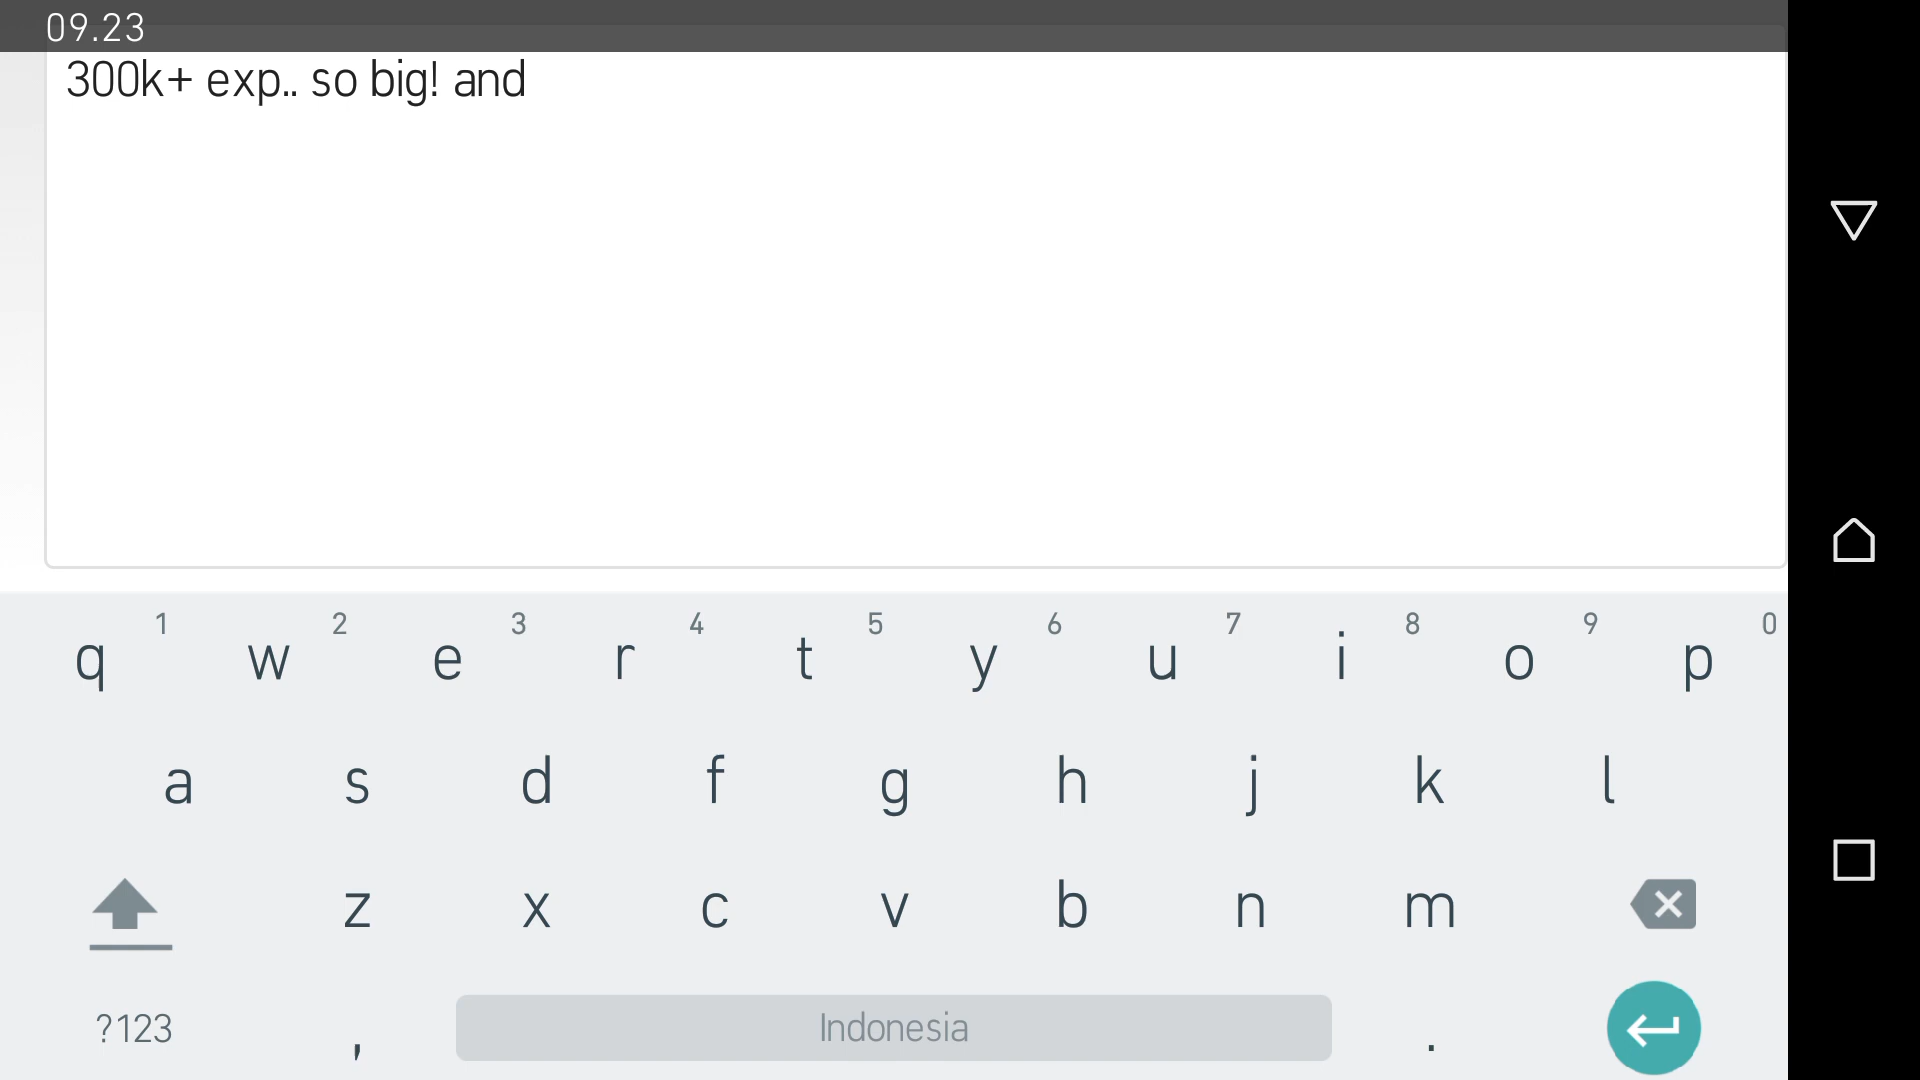 09.23
300k+ exp.. so big! and
1 2 3 4 5 6 7 8 9 0
q w e r t y u i o p
a s d f g h j k l
z x c v b n m
?123 , Indonesia .